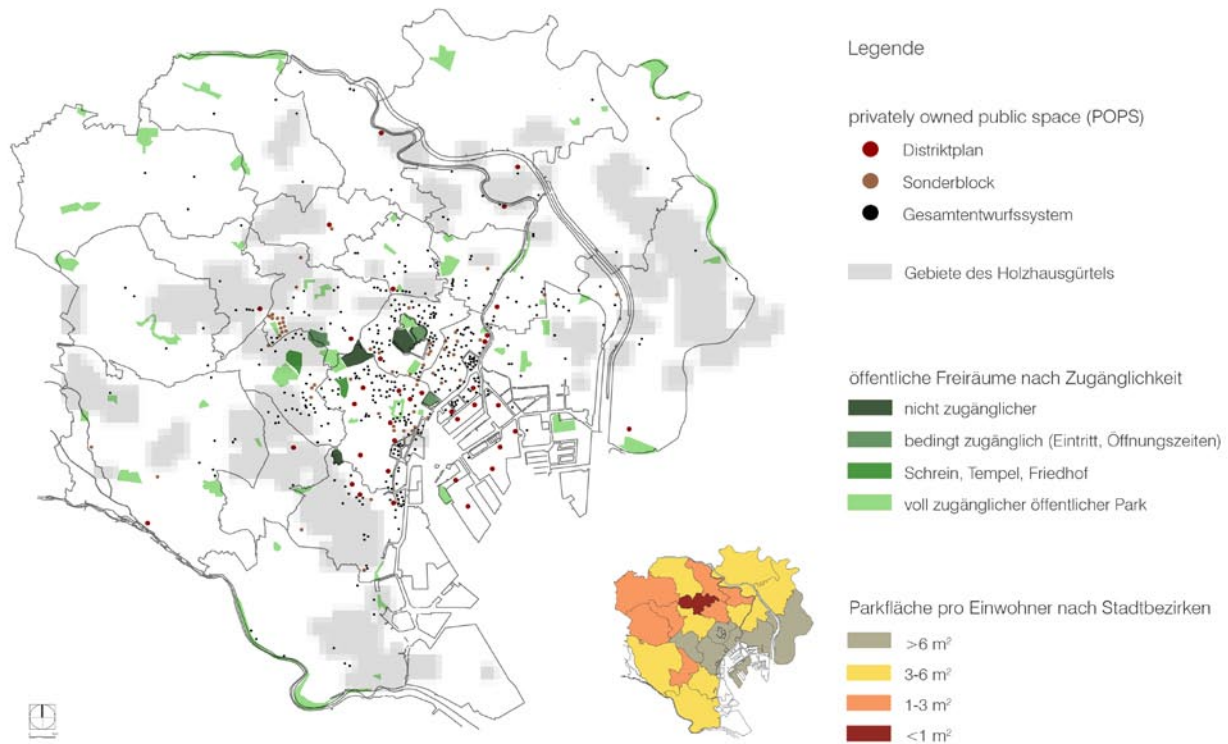 Legende
privately owned public space (POPS)
Distriktplan
Sonderblock
Gesamtentwurfssystem
Gebiete des Holzhausgürtels
öffentliche Freiräume nach Zugänglichkeit
nicht zugänglicher
bedingt zugänglich (Eintritt, Öffnungszeiten)
Schrein, Tempel, Friedhof
voll zugänglicher öffentlicher Park
Parkfläche pro Einwohner nach Stadtbezirken
>6 m²
3-6 m²
1-3 m²
<1 m²